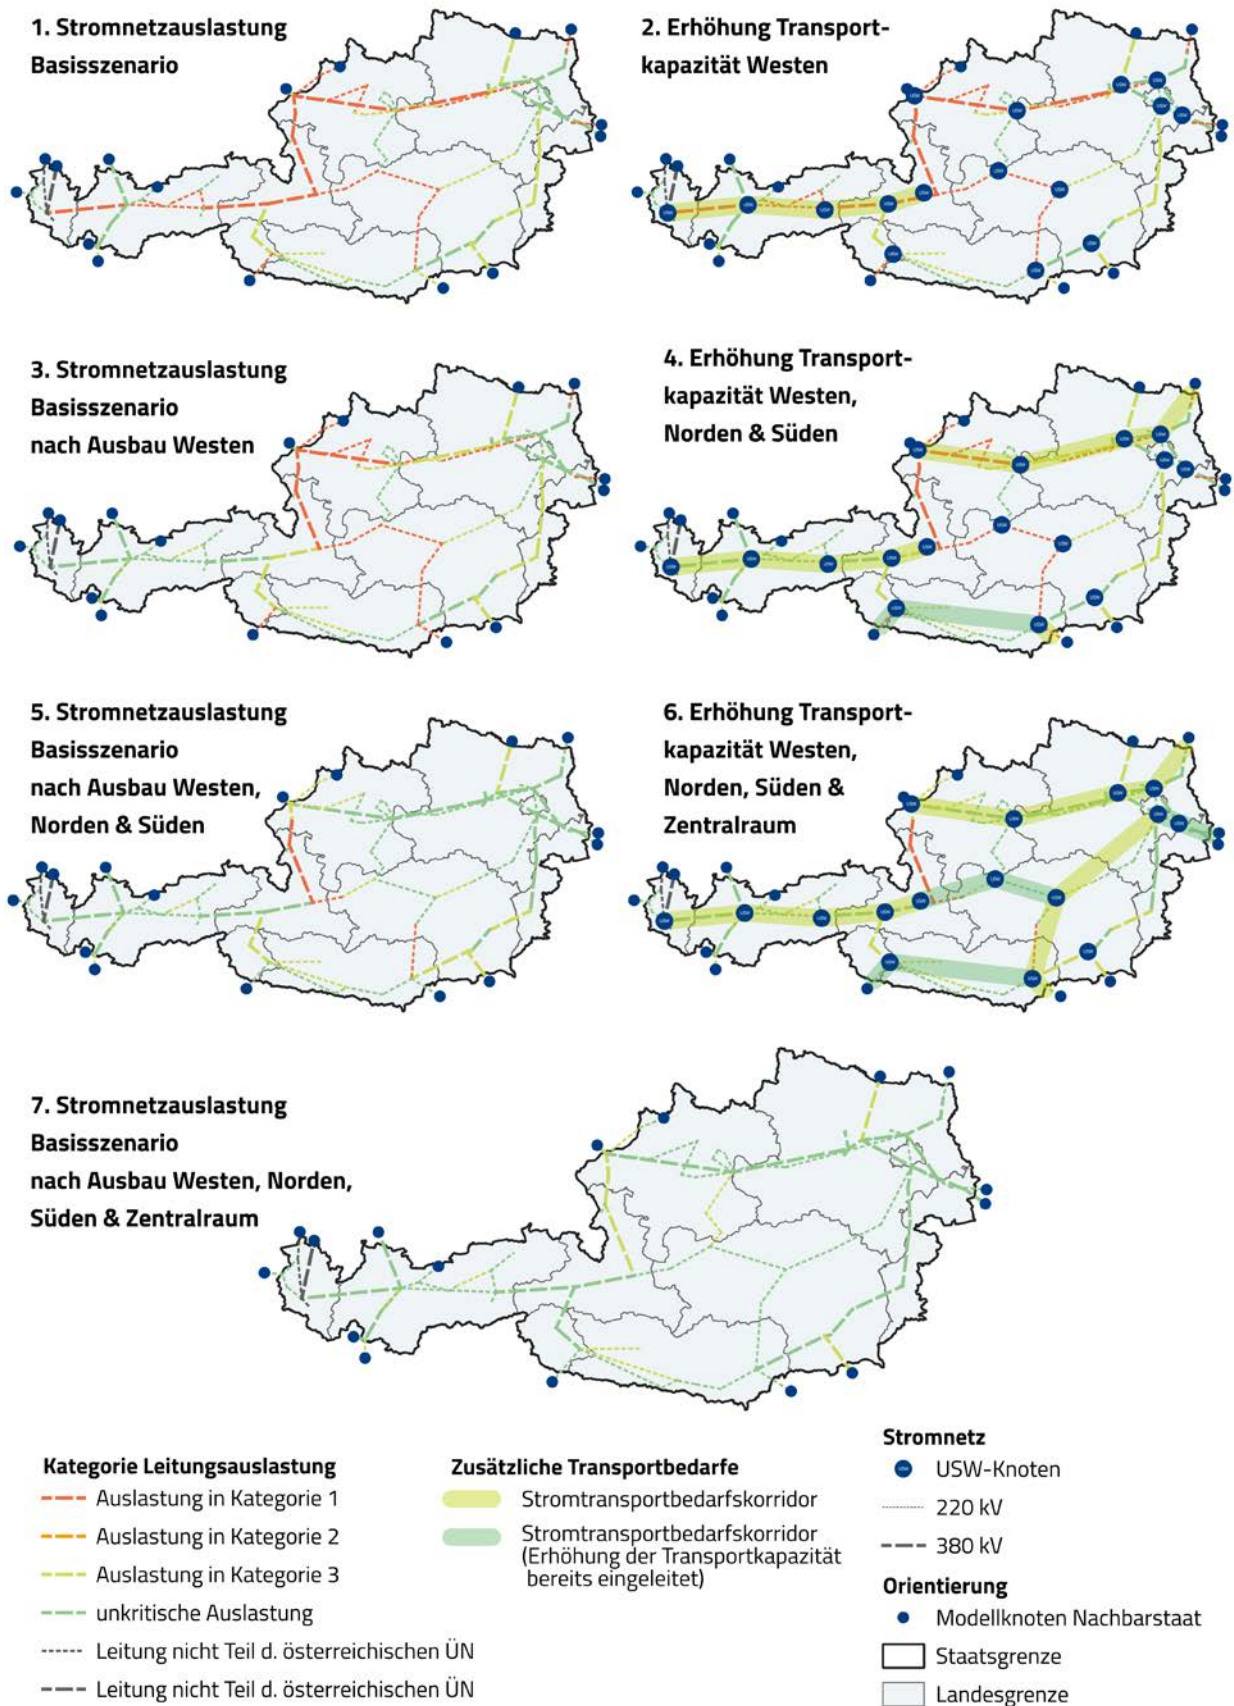 1. Stromnetzauslastung
Basisszenario
2. Erhöhung Transport-
kapazität Westen
3. Stromnetzauslastung
Basisszenario
nach Ausbau Westen
4. Erhöhung Transport-
kapazität Westen,
Norden & Süden
5. Stromnetzauslastung
Basisszenario
nach Ausbau Westen,
Norden & Süden
6. Erhöhung Transport-
kapazität Westen,
Norden, Süden &
Zentralraum
7. Stromnetzauslastung
Basisszenario
nach Ausbau Westen, Norden,
Süden & Zentralraum
Kategorie Leitungsauslastung
Auslastung in Kategorie 1
Auslastung in Kategorie 2
Auslastung in Kategorie 3
unkritische Auslastung
Leitung nicht Teil d. österreichischen ÜN
Leitung nicht Teil d. österreichischen ÜN
Zusätzliche Transportbedarfe
Stromtransportbedarfskorridor
Stromtransportbedarfskorridor
(Erhöhung der Transportkapazität
bereits eingeleitet)
Stromnetz
USW USW-Knoten
220 kV
380 kV
Orientierung
Modellknoten Nachbarstaat
Staatsgrenze
Landesgrenze